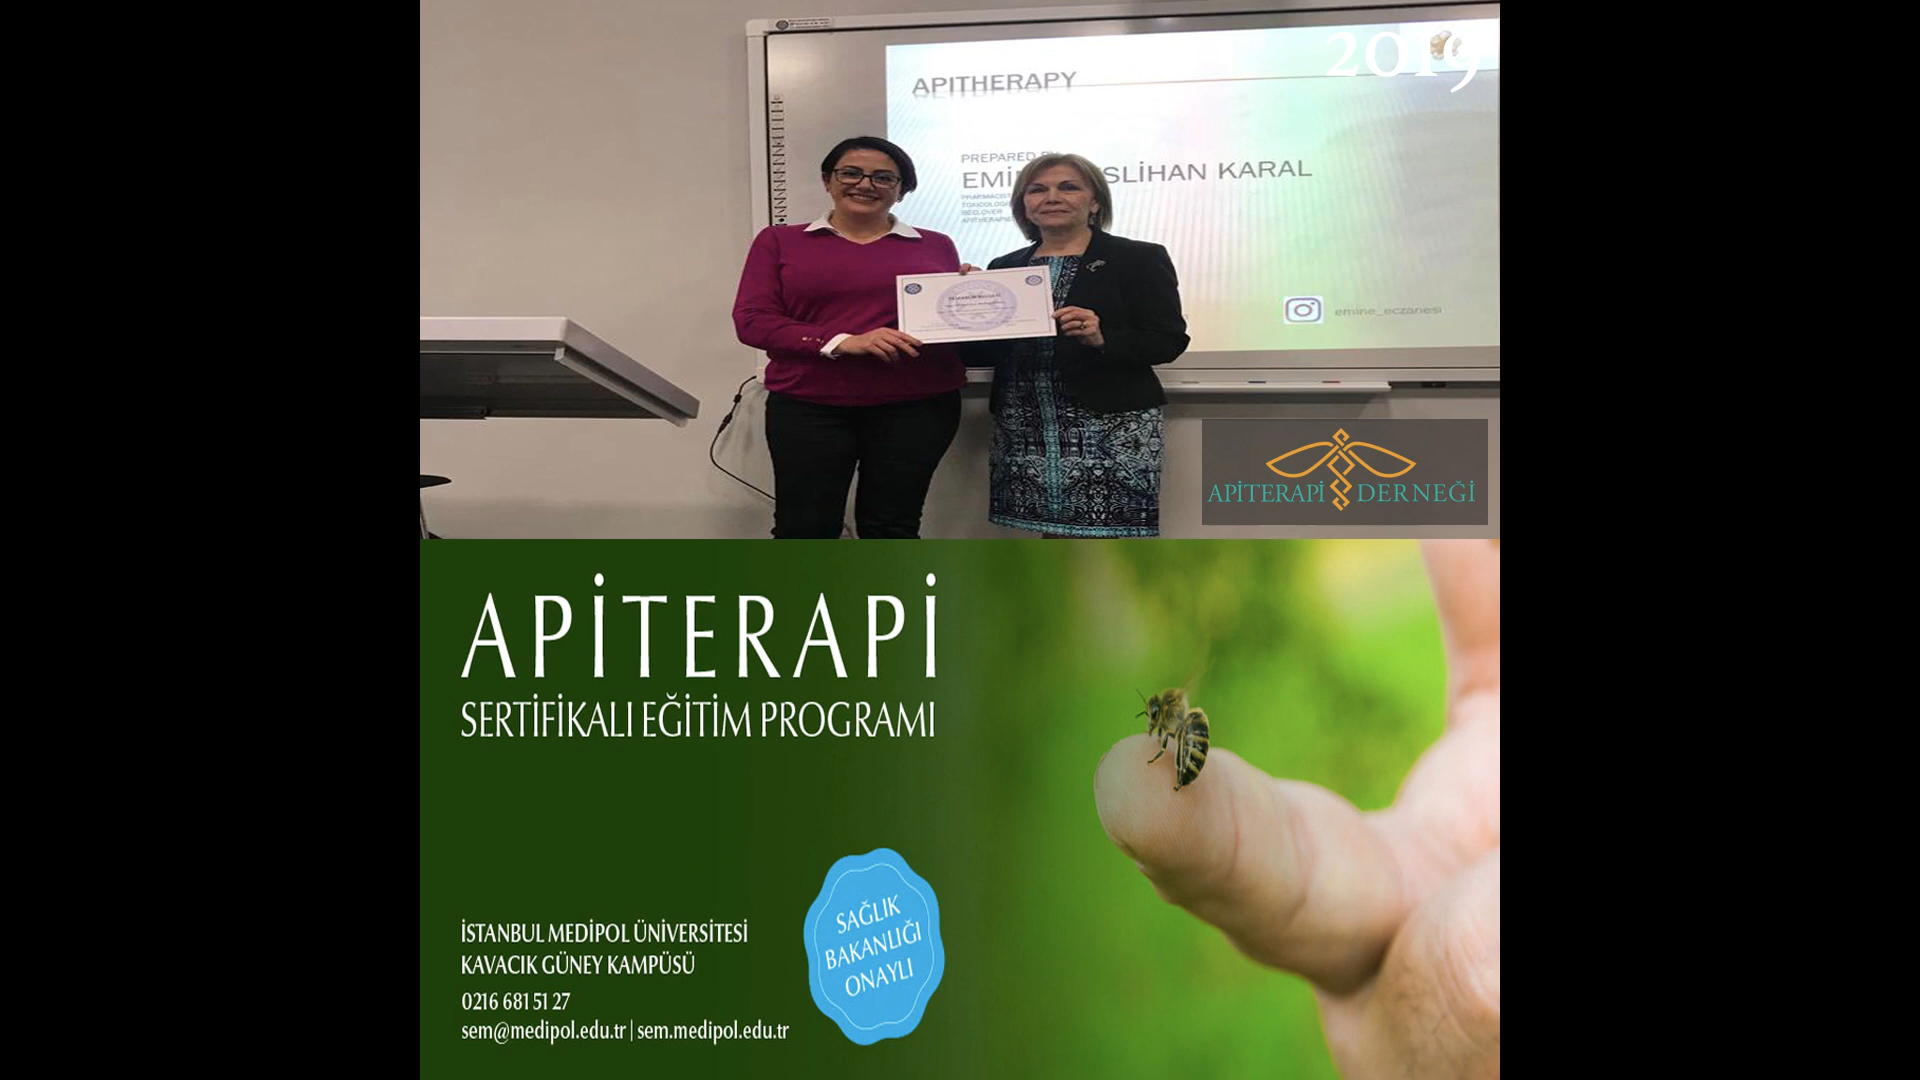 2019
APITHERAPY
PREPARED
EMİ SLİHAN KARAL
PHARMACIST
emine_eczanesi
APİTERAPİ DERNEĞİ
APİTERAPİ
SERTİFİKALI EĞİTİM PROGRAMI
İSTANBUL MEDİPOL ÜNİVERSİTESİ
KAVACIK GÜNEY KAMPÜSÜ
0216 681 51 27
sem@medipol.edu.tr | sem.medipol.edu.tr
SAĞLIK
BAKANLIĞI
ONAYLI